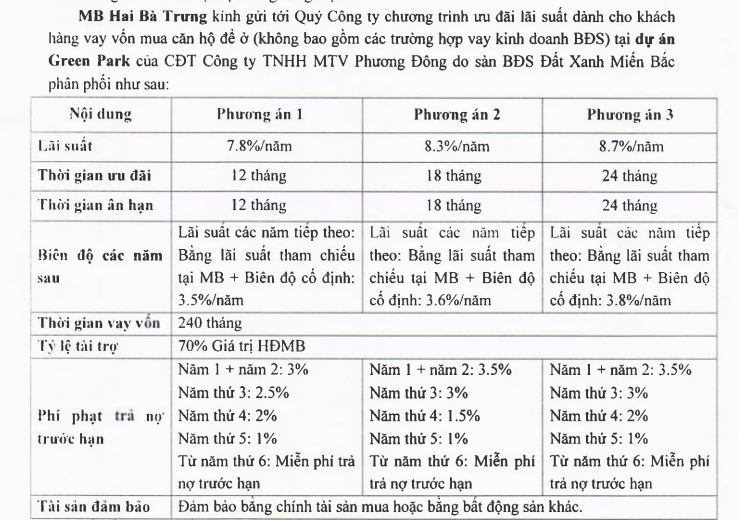 MB Hai Bà Trưng kính gửi tới Quý Công ty chương trình ưu đãi lãi suất dành cho khách
hàng vay vốn mua căn hộ để ở (không bao gồm các trường hợp vay kinh doanh BĐS) tại dự án
Green Park của CĐT Công ty TNHH MTV Phương Đông do sàn BĐS Đất Xanh Miền Bắc
phân phối như sau:
Nội dung Phương án 1 Phương án 2 Phương án 3
Lãi suất 7.8%/năm 8.3%/năm 8.7%/năm
Thời gian ưu đãi 12 tháng 18 tháng 24 tháng
Thời gian ân hạn 12 tháng 18 tháng 24 tháng
Biên độ các năm
sau
Lãi suất các năm tiếp theo:
Bằng lãi suất tham chiếu
tại MB + Biên độ cố định:
3.5%/năm
Lãi suất các năm tiếp
theo: Bằng lãi suất tham
chiếu tại MB + Biên độ
cố định: 3.6%/năm
Lãi suất các năm tiếp
theo: Bằng lãi suất tham
chiếu tại MB + Biên độ
cố định: 3.8%/năm
Thời gian vay vốn 240 tháng
Tỷ lệ tài trợ 70% Giá trị HĐMB
Phí phạt trả nợ
trước hạn
Năm 1 + năm 2: 3%
Năm thứ 3: 2.5%
Năm thứ 4: 2%
Năm thứ 5: 1%
Từ năm thứ 6: Miễn phí trả
nợ trước hạn
Năm 1 + năm 2: 3.5%
Năm thứ 3: 3%
Năm thứ 4: 1.5%
Năm thứ 5: 1%
Từ năm thứ 6: Miễn phí
trả nợ trước hạn
Năm 1 + năm 2: 3.5%
Năm thứ 3: 3%
Năm thứ 4: 2%
Năm thứ 5: 1%
Từ năm thứ 6: Miễn phí
trả nợ trước hạn
Tài sản đảm bảo Đảm bảo bằng chính tài sản mua hoặc bằng bất động sản khác.